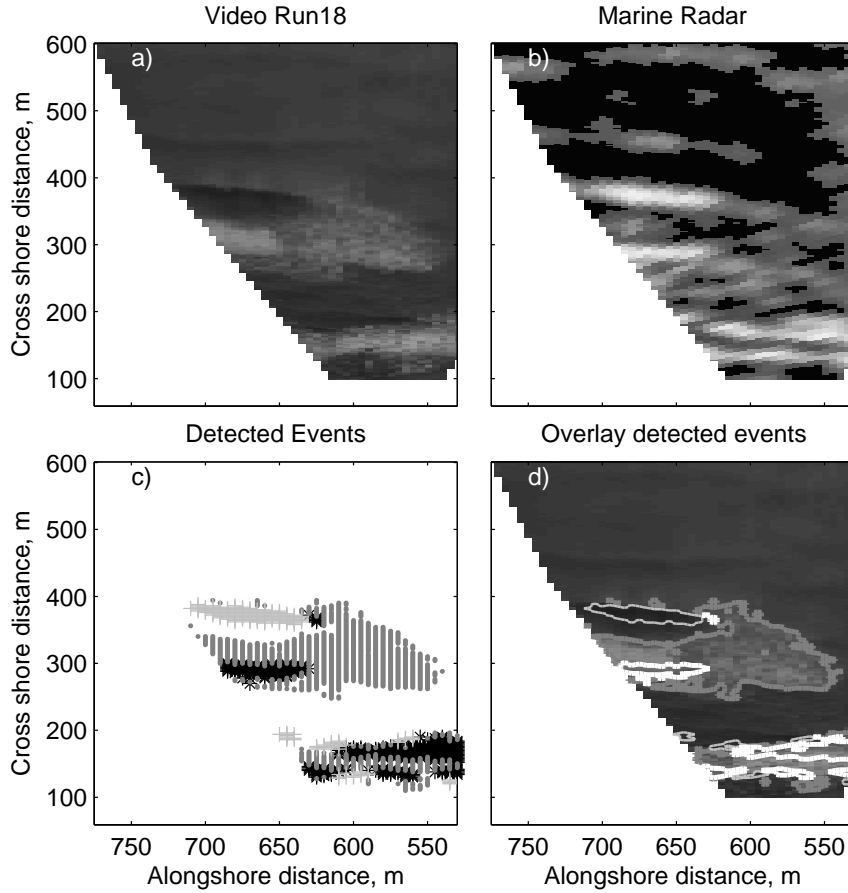 Video Run18
Marine Radar
a)
b)
600
500
400
300
200
100
Cross shore distance, m
Detected Events
Overlay detected events
c)
d)
600
500
400
300
200
100
Cross shore distance, m
750 700 650 600 550
750 700 650 600 550
Alongshore distance, m
Alongshore distance, m